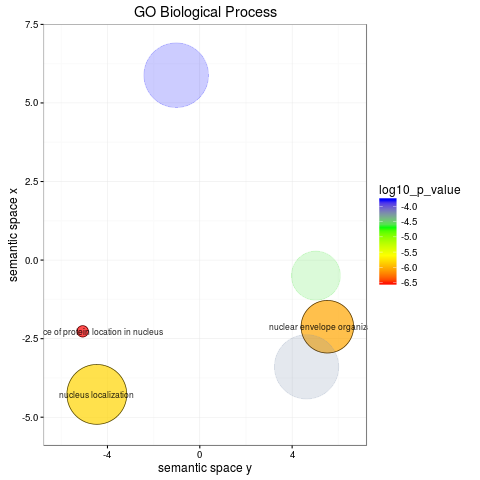 GO Biological Process
7.5
5.0
2.5
0.0
-2.5
-5.0
semantic space x
ce of protein location in nucleus
nuclear envelope organiz
nucleus localization
-4
0
4
semantic space y
log10_p_value
-4.0
-4.5
-5.0
-5.5
-6.0
-6.5